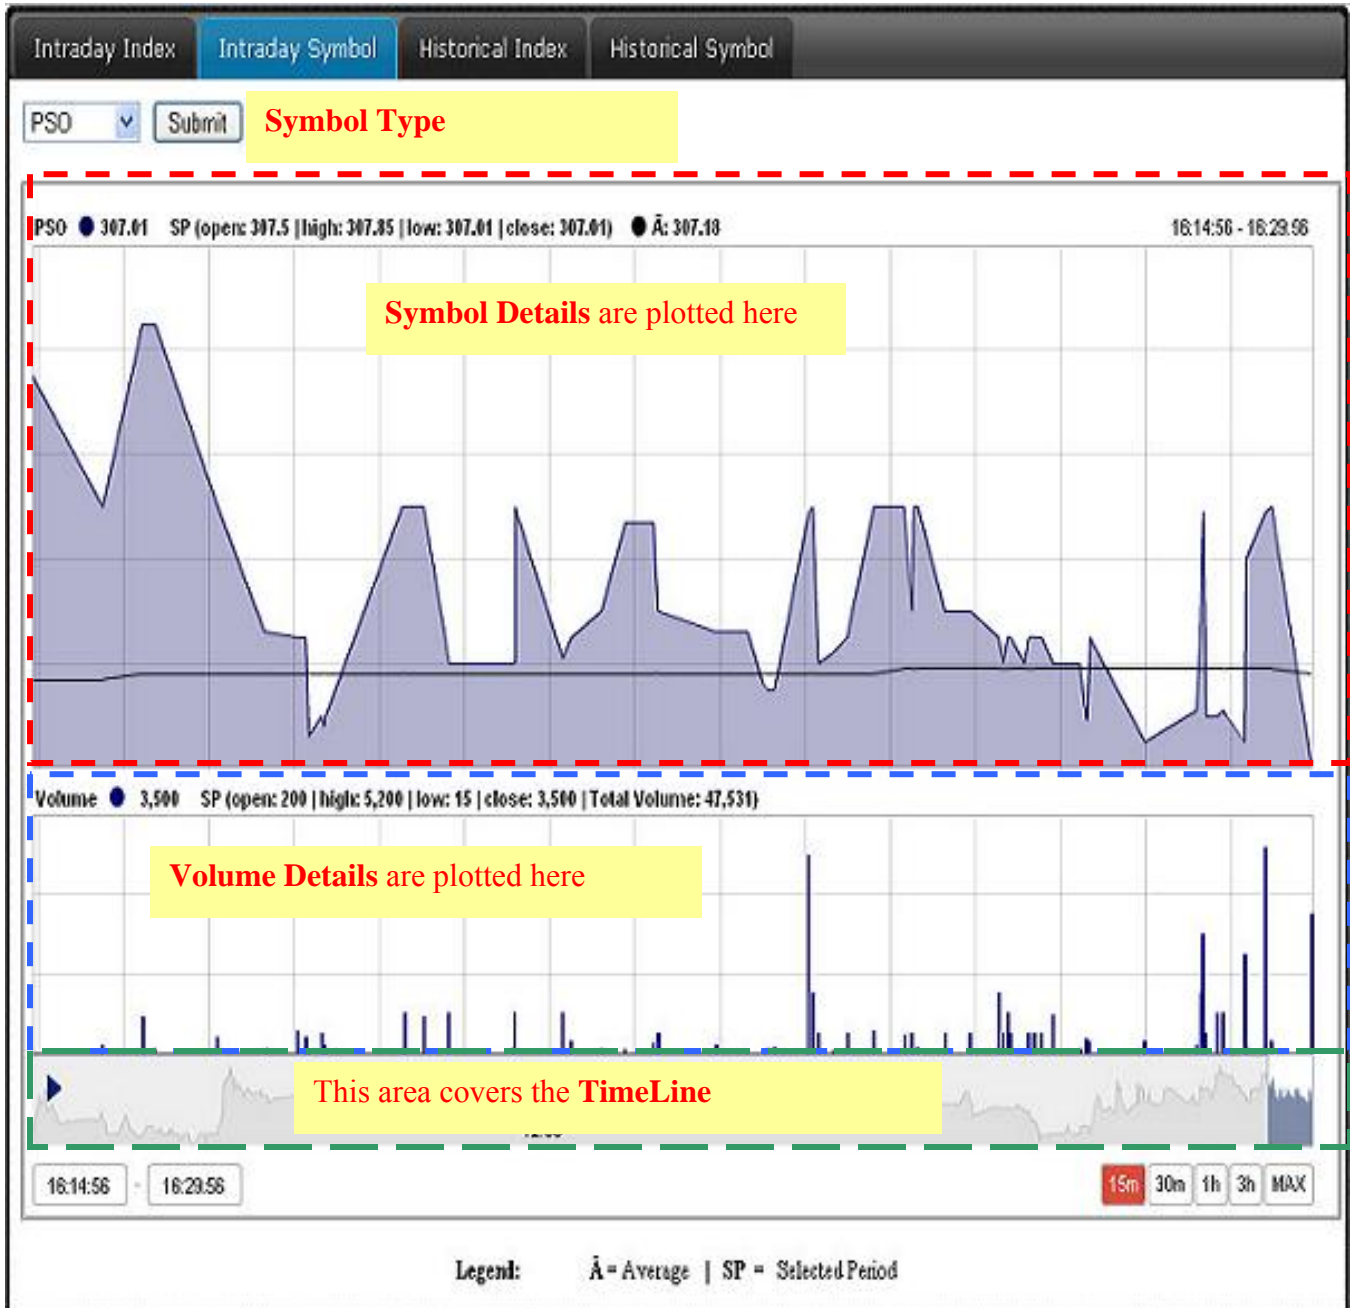 Intraday Index Intraday Symbol Historical Index Historical Symbol
PSO Submit Symbol Type
PSO 307.01 SP (open: 307.5 | high: 307.85 | low: 307.01 | close: 307.01) Ā: 307.18 16:14:56 - 16:29:56
Symbol Details are plotted here
Volume 3,500 SP (open: 200 | high: 5,200 | low: 15 | close: 3,500 | Total Volume: 47,531)
Volume Details are plotted here
This area covers the TimeLine
16:14:56 - 16:29:56 15m 30m 1h 3h MAX
Legend: Ā = Average | SP = Selected Period